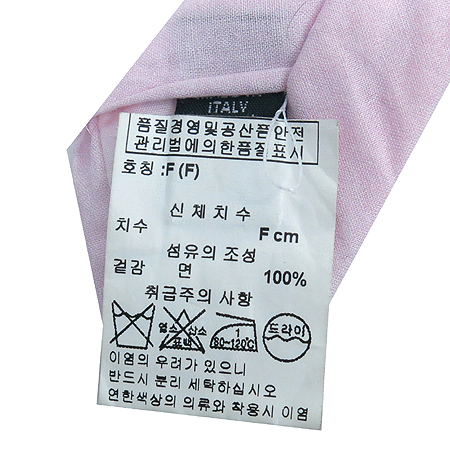 ITALY
품질경영및공산품안전
관리법에의한품질표시
호칭 :F (F)
신체치수
치수 F cm
섬유의 조성
겉감 면 100%
취급주의 사항
염소 산소 표백
1
80~120℃
드라이
이염의 우려가 있으니
반드시 분리 세탁하십시오
연한색상의 의류와 착용시 이염